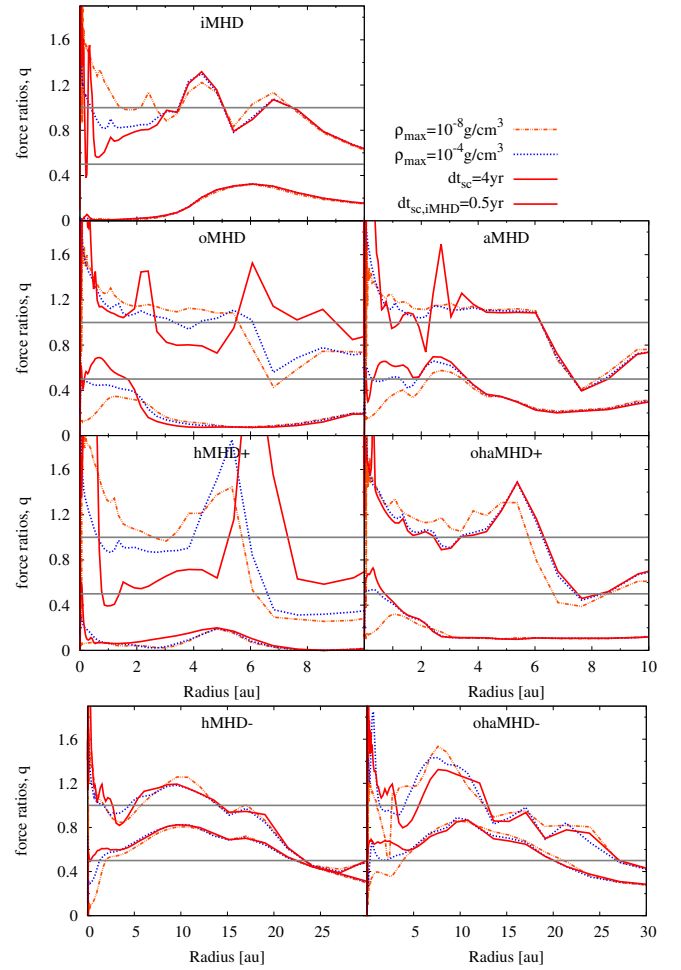 iMHD
force ratios, q
1.6
1.2
0.8
0.4
0
ρmax=10^-8g/cm^3
ρmax=10^-4g/cm^3
dtsc=4yr
dtsc,iMHD=0.5yr
oMHD
aMHD
force ratios, q
1.6
1.2
0.8
0.4
0
hMHD+
ohaMHD+
force ratios, q
1.6
1.2
0.8
0.4
0
0 2 4 6 8
2 4 6 8 10
Radius [au]
Radius [au]
hMHD-
ohaMHD-
force ratios, q
1.6
1.2
0.8
0.4
0
0 5 10 15 20 25
5 10 15 20 25 30
Radius [au]
Radius [au]